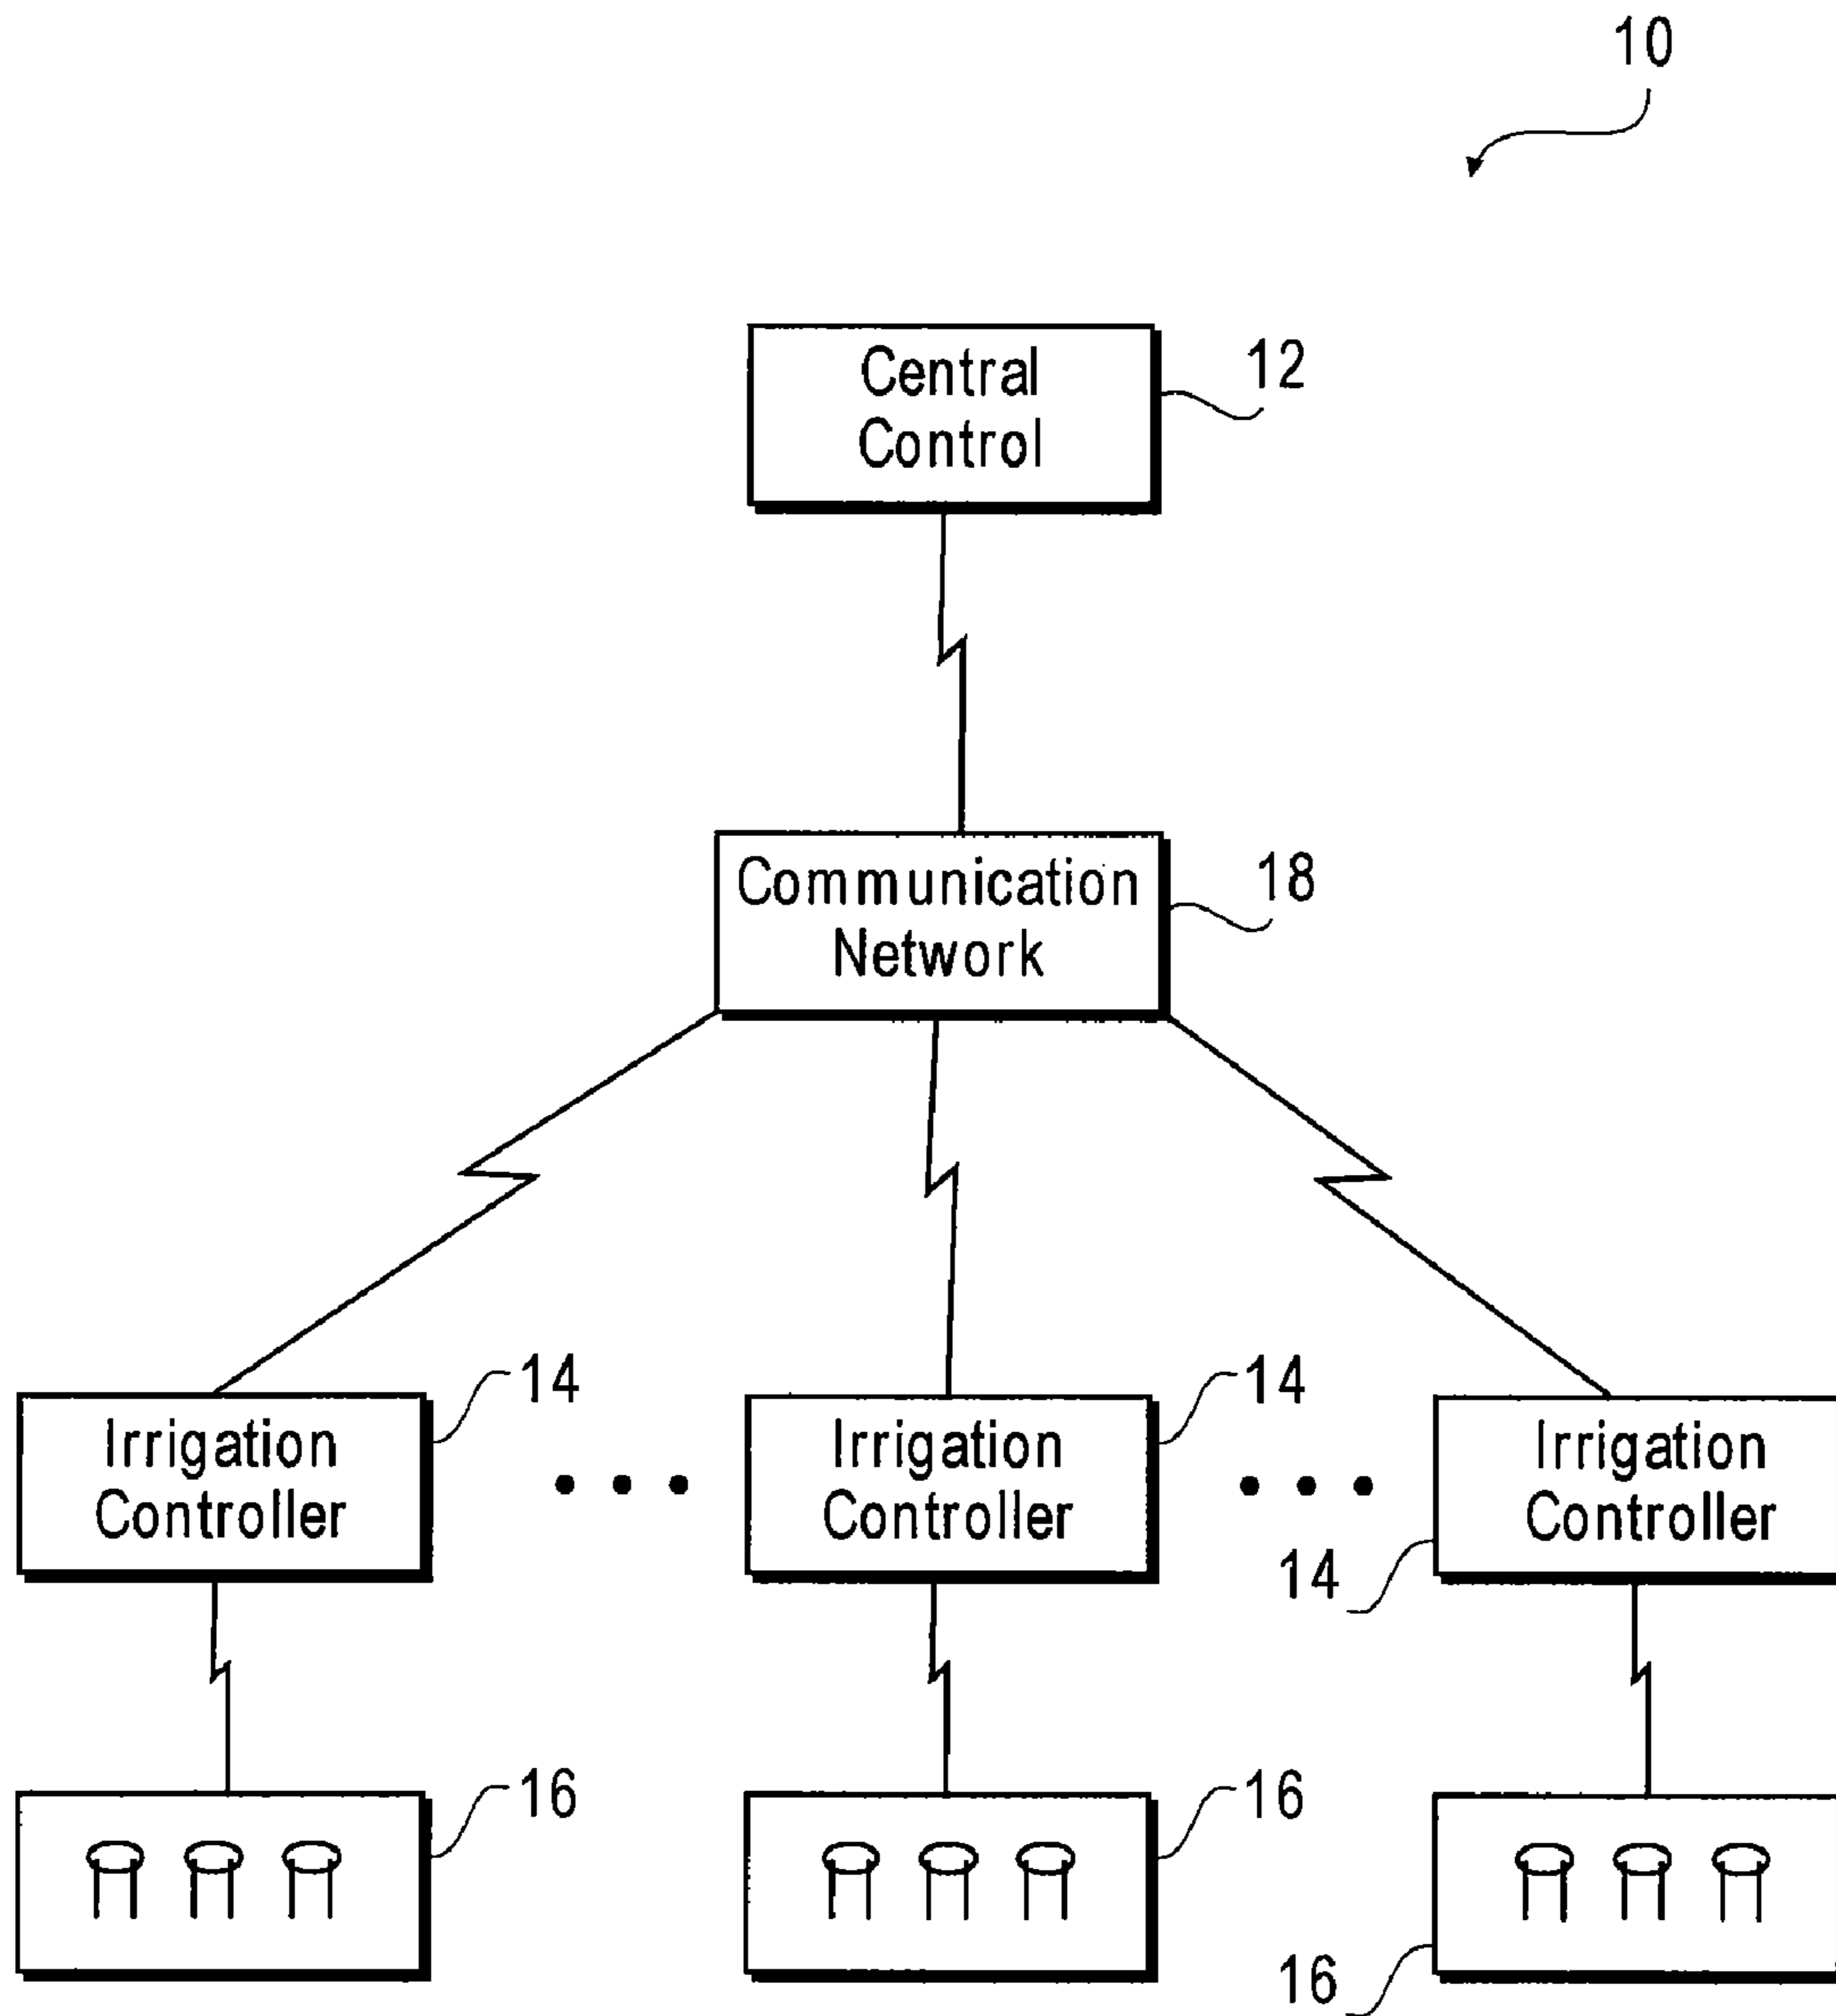 10
Central
Control
12
Communication
Network
18
Irrigation
Controller
14
Irrigation
Controller
14
Irrigation
Controller
14
16
16
16